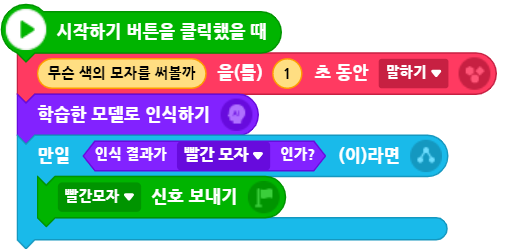 시작하기 버튼을 클릭했을 때
무슨 색의 모자를 써볼까 을(를) 1 초 동안 말하기
학습한 모델로 인식하기
만일 인식 결과가 빨간 모자 인가? (이)라면
빨간모자 신호 보내기